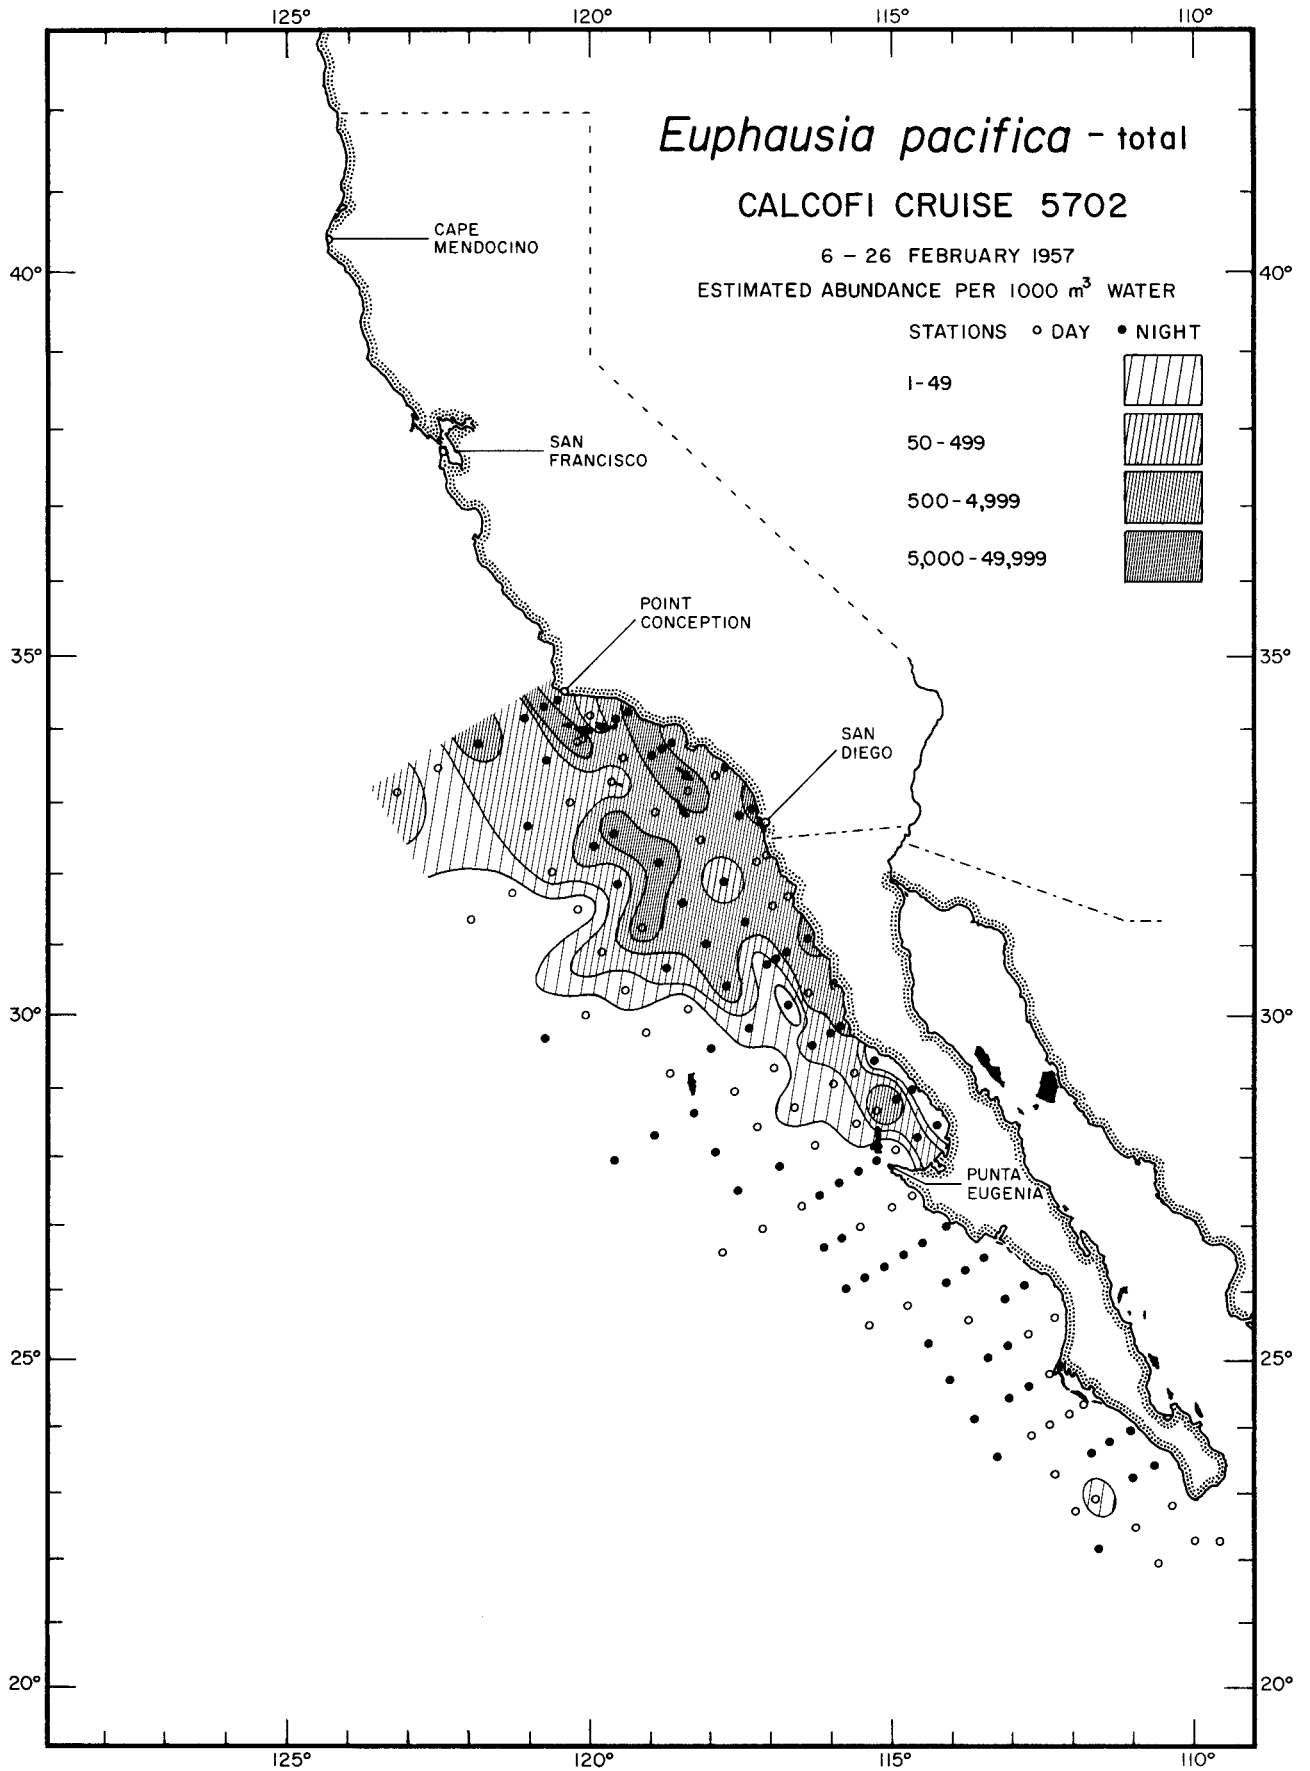 125° 120° 115° 110°
Euphausia pacifica - total
CALCOFI CRUISE 5702
6 - 26 FEBRUARY 1957
ESTIMATED ABUNDANCE PER 1000 m³ WATER
STATIONS ○ DAY ● NIGHT
1-49
50-499
500-4,999
5,000-49,999
CAPE
MENDOCINO
40° 40°
SAN
FRANCISCO
POINT
CONCEPTION
35° 35°
SAN
DIEGO
30° 30°
PUNTA
EUGENIA
25° 25°
20° 20°
125° 120° 115° 110°